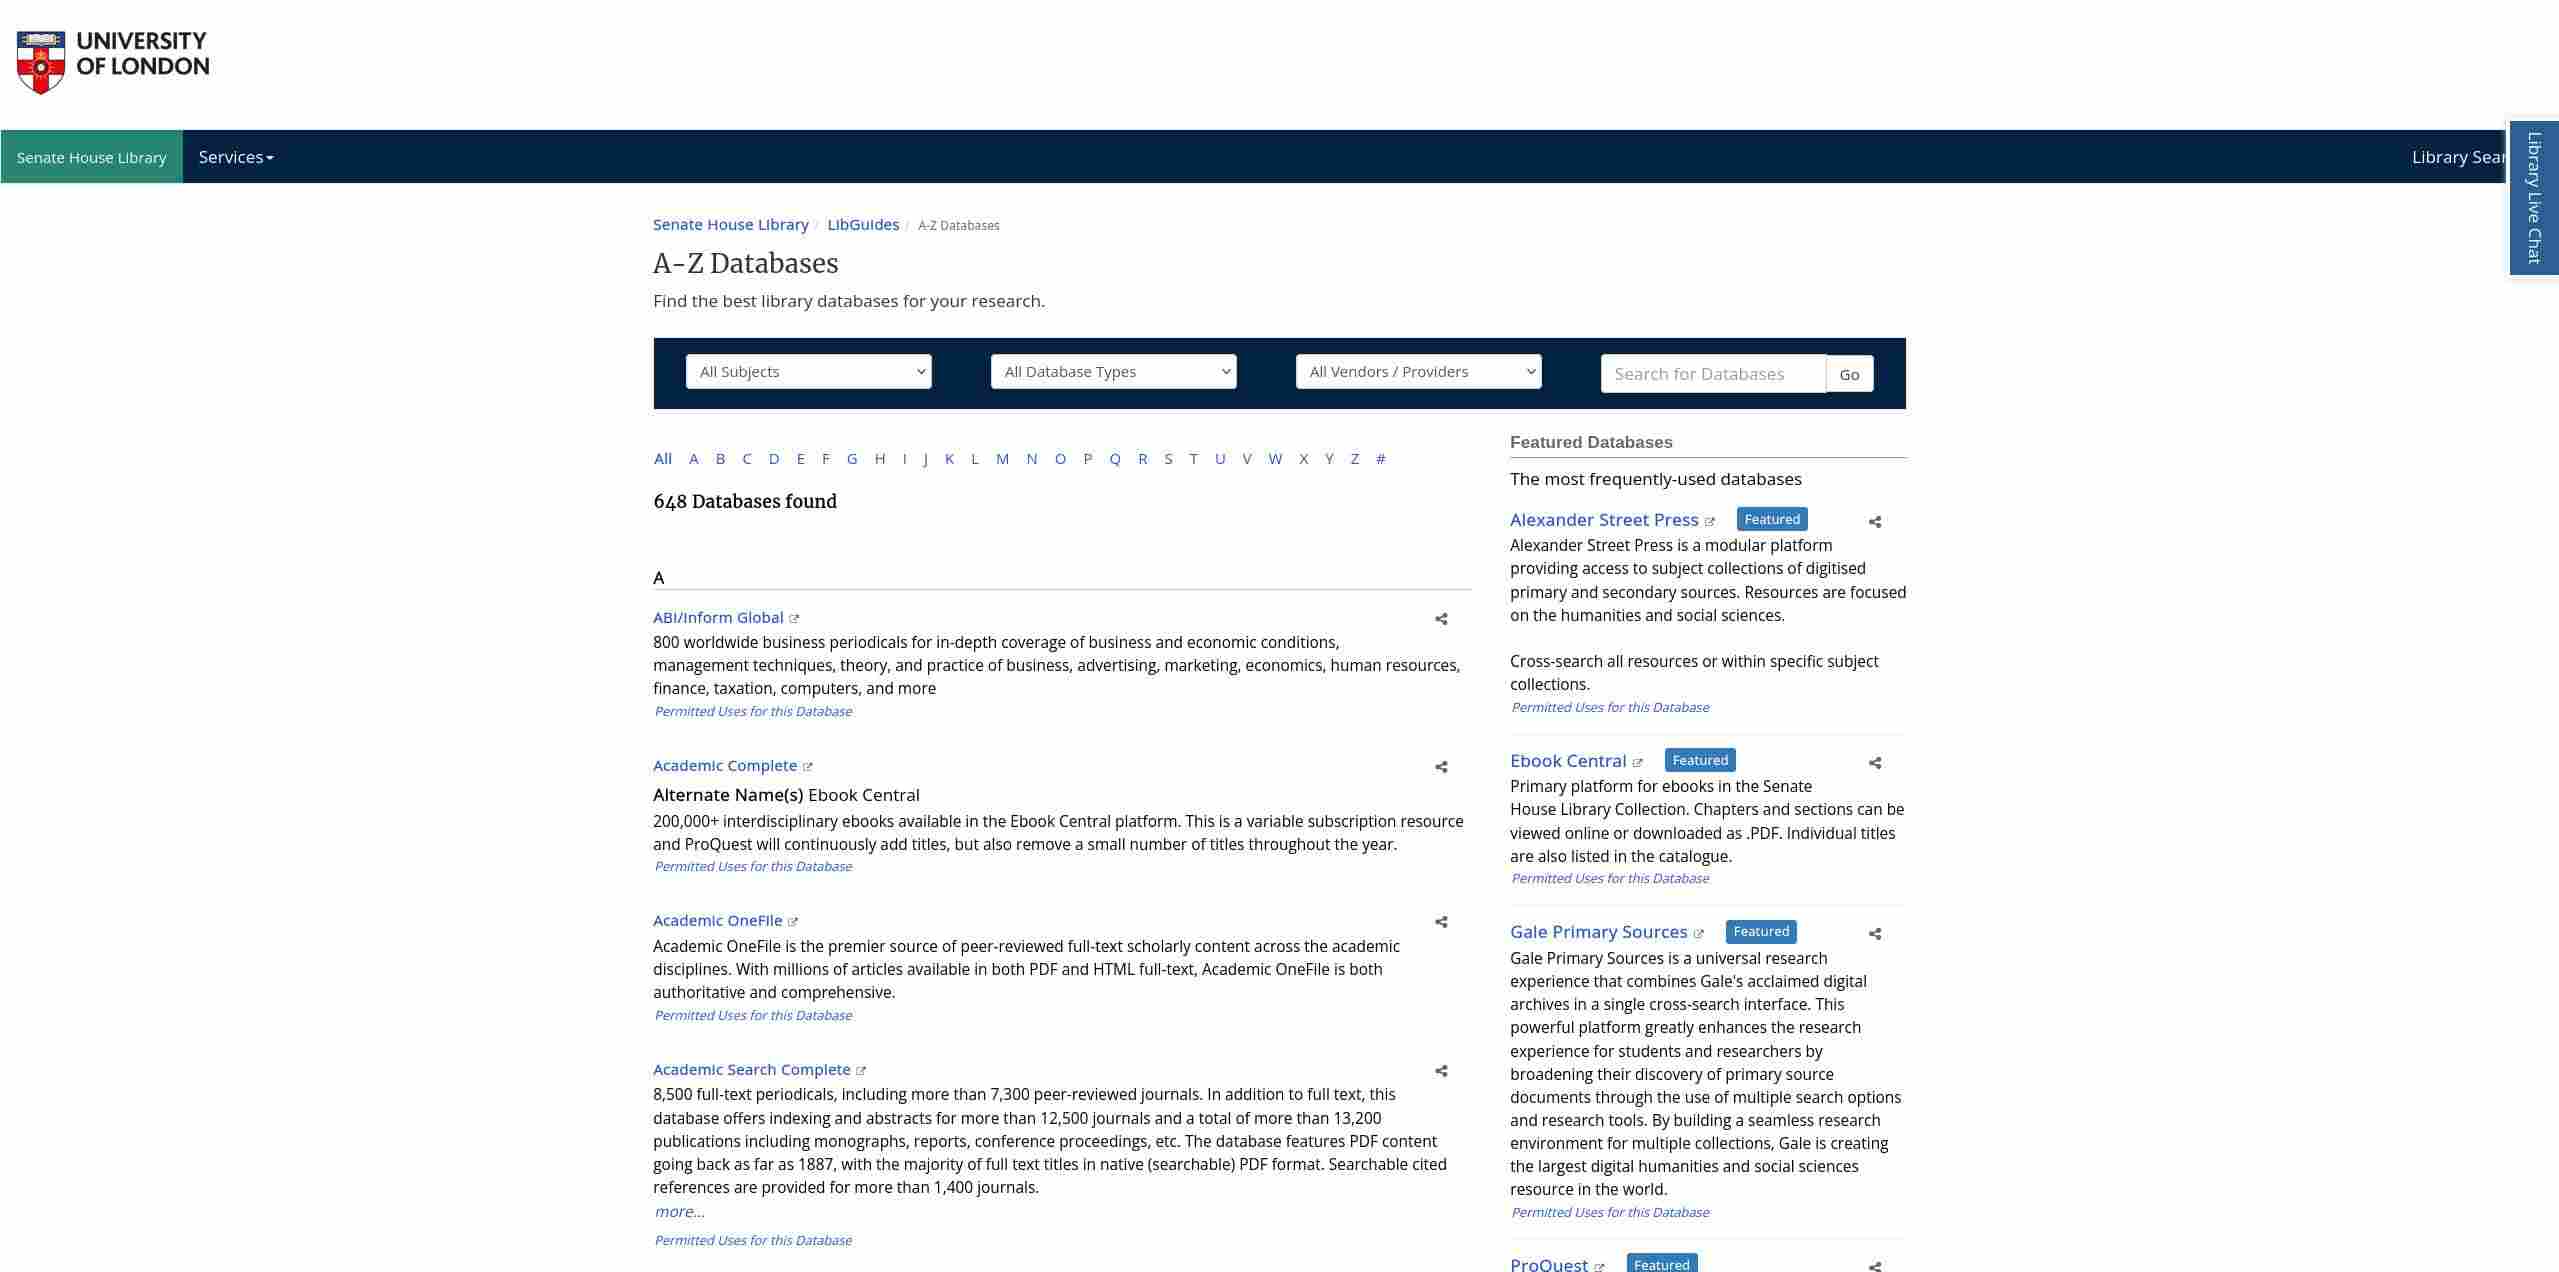 UNIVERSITY
OF LONDON
Senate House Library
Services
Library Sear
Library Live Chat
Senate House Library / LibGuides / A-Z Databases
A-Z Databases
Find the best library databases for your research.
All Subjects
All Database Types
All Vendors / Providers
Search for Databases
Go
All A B C D E F G H I J K L M N O P Q R S T U V W X Y Z #
648 Databases found
A
ABI/Inform Global
800 worldwide business periodicals for in-depth coverage of business and economic conditions,
management techniques, theory, and practice of business, advertising, marketing, economics, human resources,
finance, taxation, computers, and more
Permitted Uses for this Database
Academic Complete
Alternate Name(s) Ebook Central
200,000+ interdisciplinary ebooks available in the Ebook Central platform. This is a variable subscription resource
and ProQuest will continuously add titles, but also remove a small number of titles throughout the year.
Permitted Uses for this Database
Academic OneFile
Academic OneFile is the premier source of peer-reviewed full-text scholarly content across the academic
disciplines. With millions of articles available in both PDF and HTML full-text, Academic OneFile is both
authoritative and comprehensive.
Permitted Uses for this Database
Academic Search Complete
8,500 full-text periodicals, including more than 7,300 peer-reviewed journals. In addition to full text, this
database offers indexing and abstracts for more than 12,500 journals and a total of more than 13,200
publications including monographs, reports, conference proceedings, etc. The database features PDF content
going back as far as 1887, with the majority of full text titles in native (searchable) PDF format. Searchable cited
references are provided for more than 1,400 journals.
more...
Permitted Uses for this Database
Featured Databases
The most frequently-used databases
Alexander Street Press Featured
Alexander Street Press is a modular platform
providing access to subject collections of digitised
primary and secondary sources. Resources are focused
on the humanities and social sciences.
Cross-search all resources or within specific subject
collections.
Permitted Uses for this Database
Ebook Central Featured
Primary platform for ebooks in the Senate
House Library Collection. Chapters and sections can be
viewed online or downloaded as .PDF. Individual titles
are also listed in the catalogue.
Permitted Uses for this Database
Gale Primary Sources Featured
Gale Primary Sources is a universal research
experience that combines Gale's acclaimed digital
archives in a single cross-search interface. This
powerful platform greatly enhances the research
experience for students and researchers by
broadening their discovery of primary source
documents through the use of multiple search options
and research tools. By building a seamless research
environment for multiple collections, Gale is creating
the largest digital humanities and social sciences
resource in the world.
Permitted Uses for this Database
ProQuest Featured